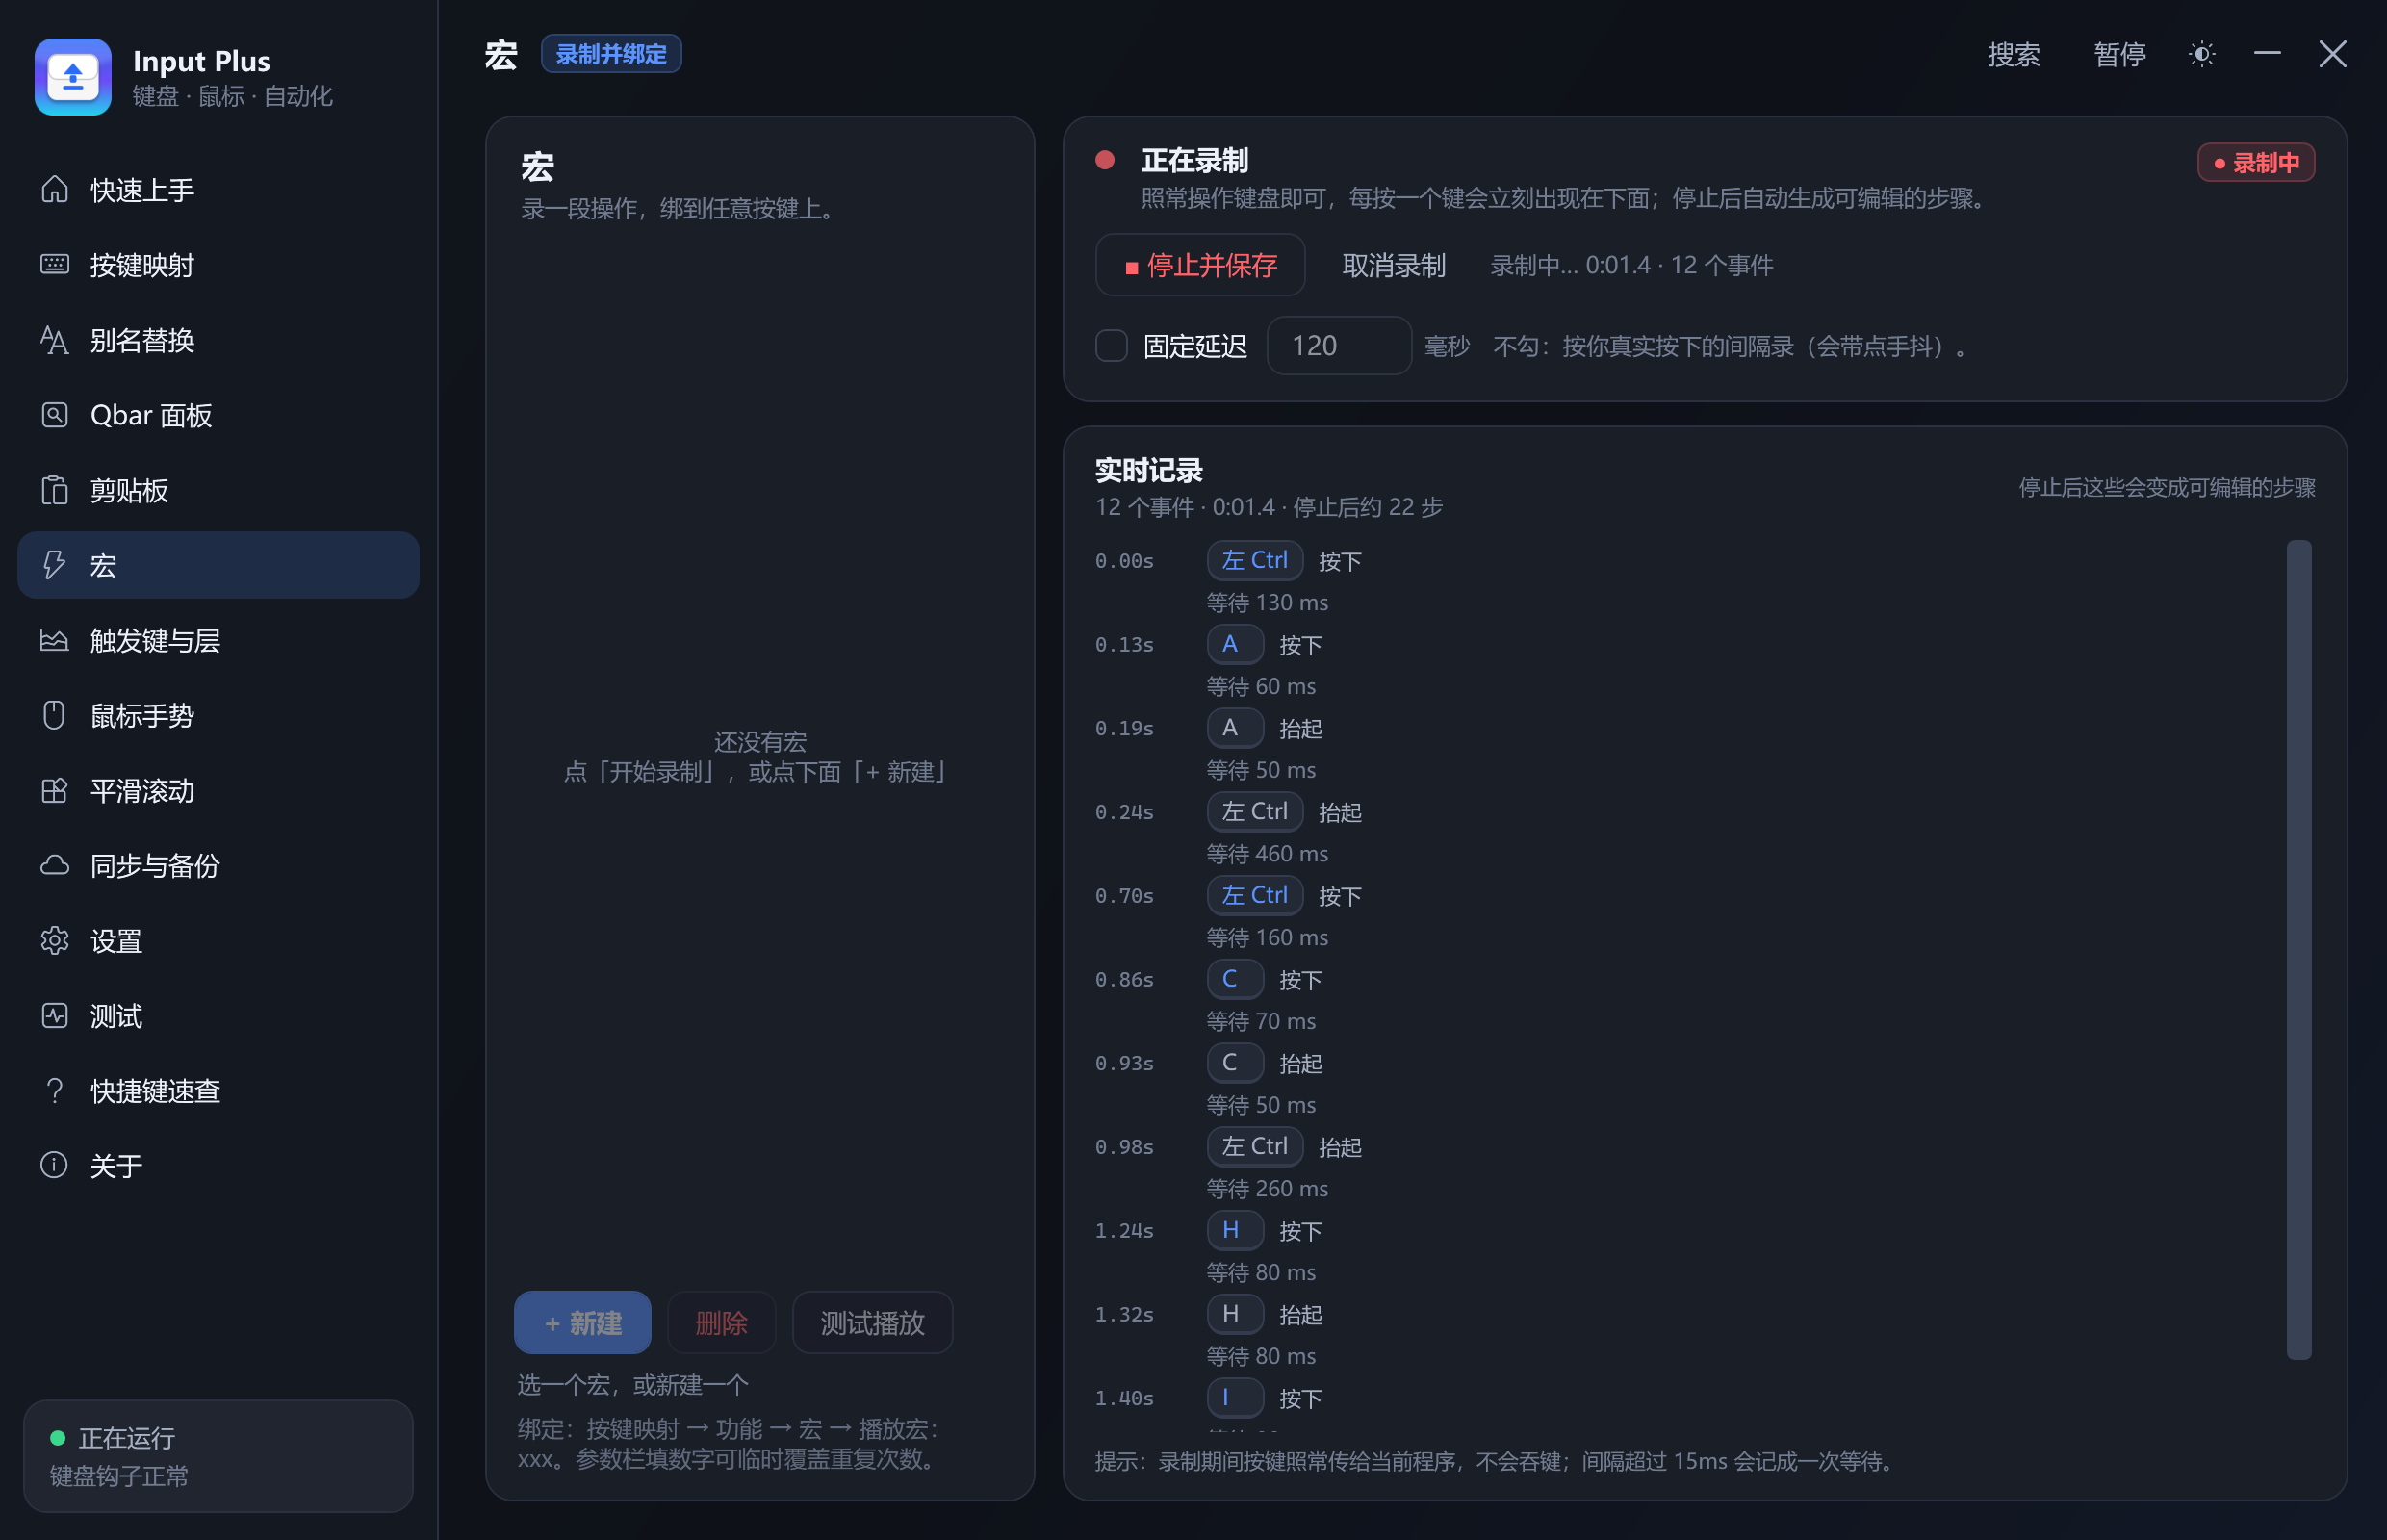 Input Plus
键盘 · 鼠标 · 自动化
快速上手
按键映射
别名替换
Qbar 面板
剪贴板
宏
触发键与层
鼠标手势
平滑滚动
同步与备份
设置
测试
快捷键速查
关于
正在运行
键盘钩子正常
宏 录制并绑定
搜索 暂停
宏
录一段操作，绑到任意按键上。
还没有宏
点「开始录制」，或点下面「+ 新建」
+ 新建 删除 测试播放
选一个宏，或新建一个
绑定：按键映射 → 功能 → 宏 → 播放宏：
xxx。参数栏填数字可临时覆盖重复次数。
正在录制
● 录制中
照常操作键盘即可，每按一个键会立刻出现在下面；停止后自动生成可编辑的步骤。
■ 停止并保存 取消录制 录制中… 0:01.4 · 12 个事件
固定延迟 120 毫秒 不勾：按你真实按下的间隔录（会带点手抖）。
实时记录
12 个事件 · 0:01.4 · 停止后约 22 步
停止后这些会变成可编辑的步骤
0.00s 左 Ctrl 按下
等待 130 ms
0.13s A 按下
等待 60 ms
0.19s A 抬起
等待 50 ms
0.24s 左 Ctrl 抬起
等待 460 ms
0.70s 左 Ctrl 按下
等待 160 ms
0.86s C 按下
等待 70 ms
0.93s C 抬起
等待 50 ms
0.98s 左 Ctrl 抬起
等待 260 ms
1.24s H 按下
等待 80 ms
1.32s H 抬起
等待 80 ms
1.40s I 按下
提示：录制期间按键照常传给当前程序，不会吞键；间隔超过 15ms 会记成一次等待。